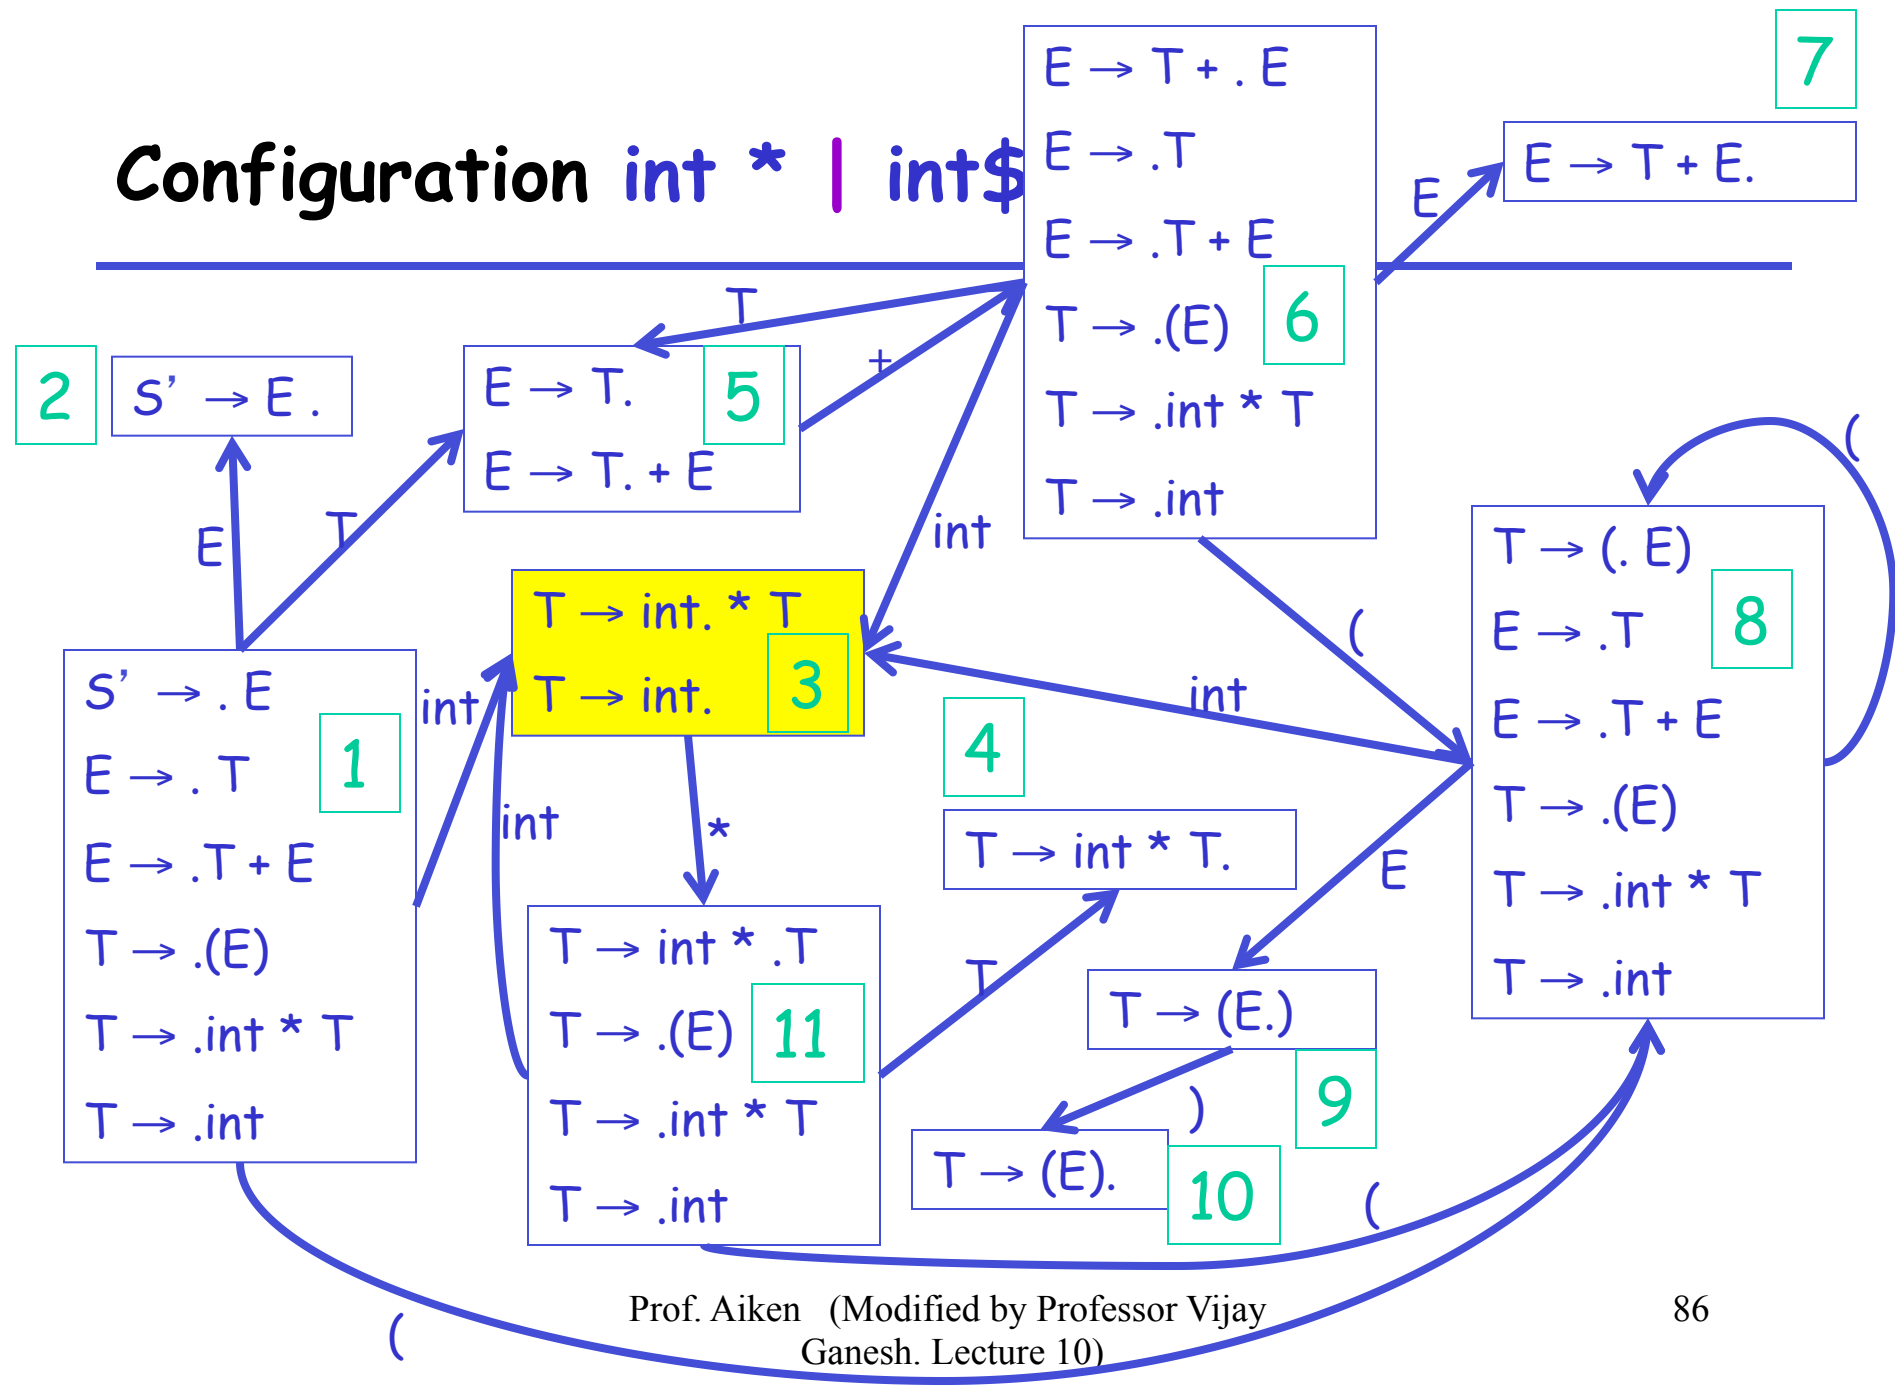 Configuration int * | int$
E → T + . E
E → .T
E → .T + E
T → .(E)
T → .int * T
T → .int
6
7
E → T + E.
E
T
+
int
(
2
S’ → E .
E
T
E → T.
E → T. + E
5
T → int. * T
T → int.
3
int
int
*
int
4
T → int * T.
T
S’ → . E
E → . T
E → .T + E
T → .(E)
T → .int * T
T → .int
1
T → int * .T
T → .(E)
T → .int * T
T → .int
11
(
T → (. E)
E → .T
E → .T + E
T → .(E)
T → .int * T
T → .int
8
E
T → (E.)
9
)
T → (E).
10
(
(
Prof. Aiken (Modified by Professor Vijay
Ganesh. Lecture 10)
86